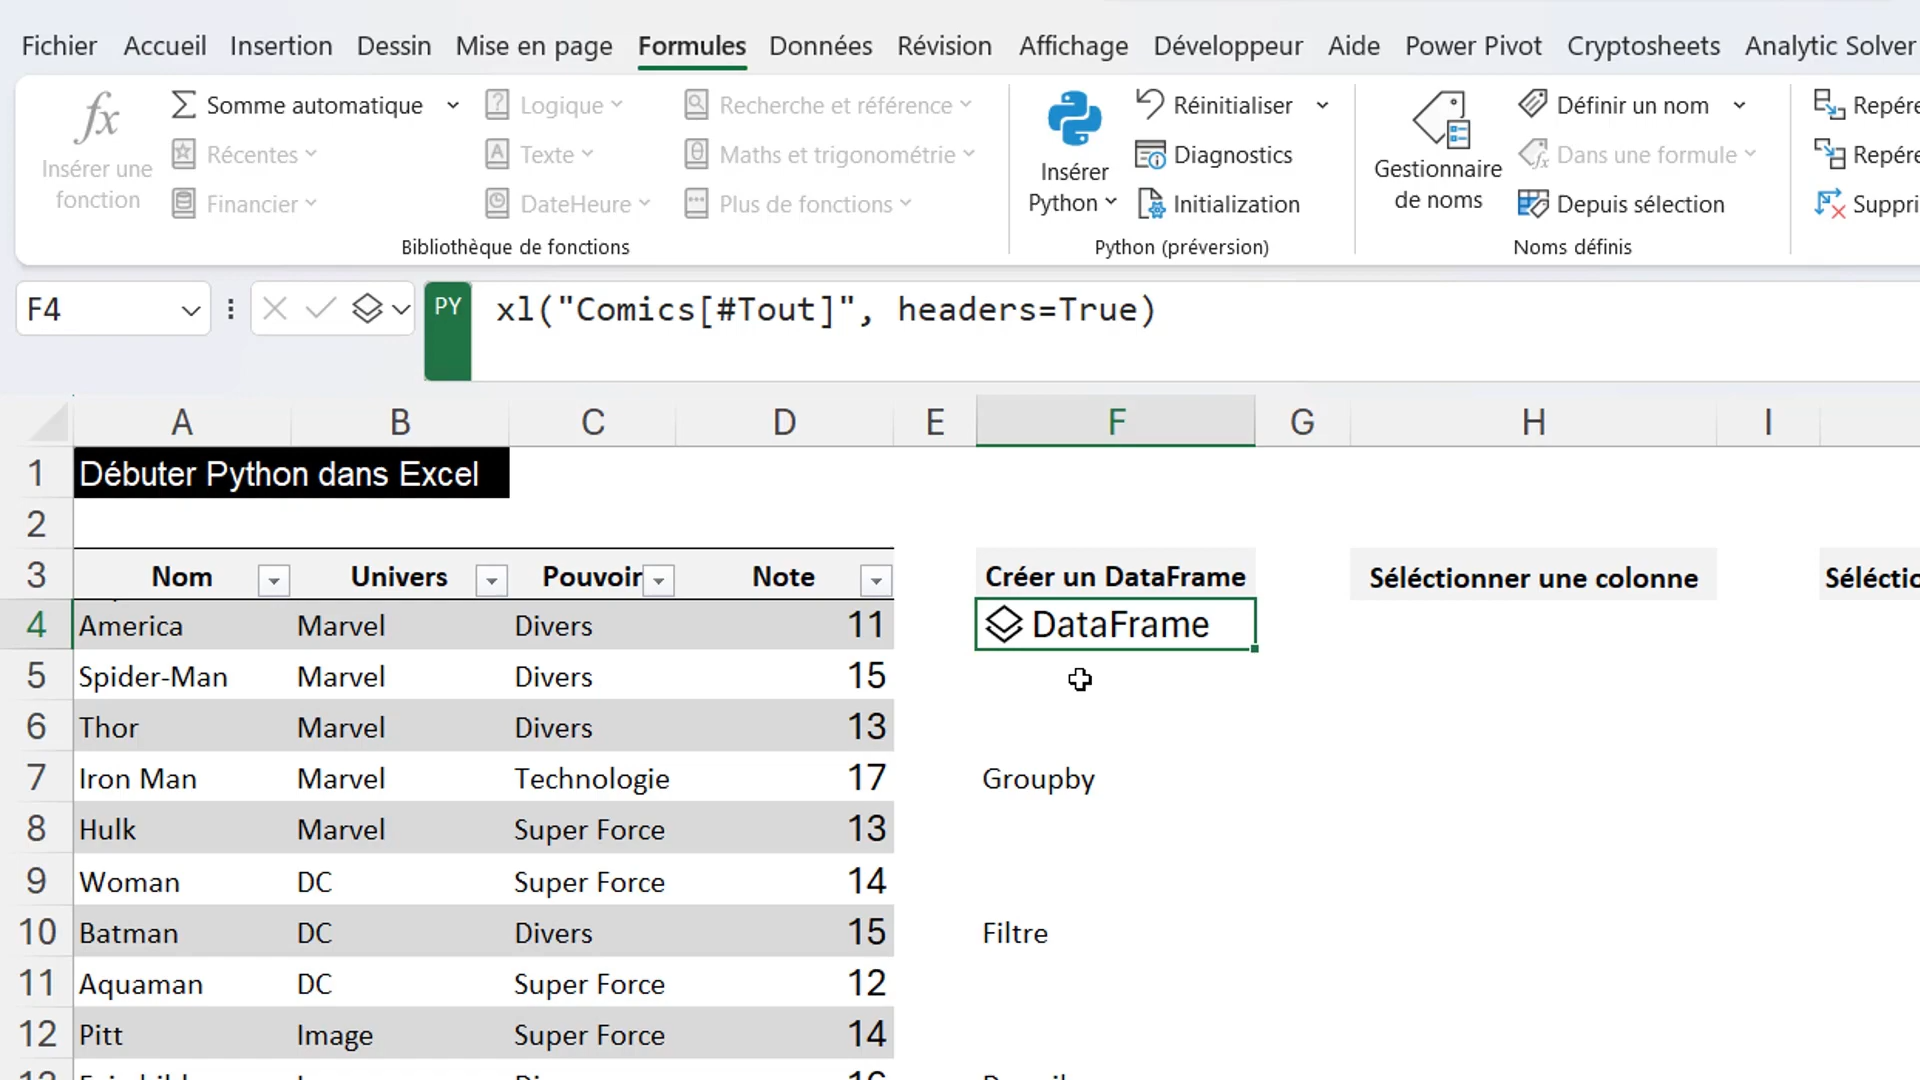 Fichier Accueil Insertion Dessin Mise en page Formules Données Révision Affichage Développeur Aide Power Pivot Cryptosheets Analytic Solver
fx Insérer une fonction
Somme automatique
Récentes
Financier
Logique
Texte
DateHeure
Recherche et référence
Maths et trigonométrie
Plus de fonctions
Bibliothèque de fonctions
Insérer Python
Réinitialiser
Diagnostics
Initialization
Python (préversion)
Gestionnaire de noms
Définir un nom
Dans une formule
Depuis sélection
Noms définis
F4
PY
xl("Comics[#Tout]", headers=True)
A B C D E F G H I
1 Débuter Python dans Excel
2
3 Nom Univers Pouvoir Note Créer un DataFrame Séléctionner une colonne
4 America Marvel Divers 11 DataFrame
5 Spider-Man Marvel Divers 15
6 Thor Marvel Divers 13
7 Iron Man Marvel Technologie 17 Groupby
8 Hulk Marvel Super Force 13
9 Woman DC Super Force 14
10 Batman DC Divers 15 Filtre
11 Aquaman DC Super Force 12
12 Pitt Image Super Force 14